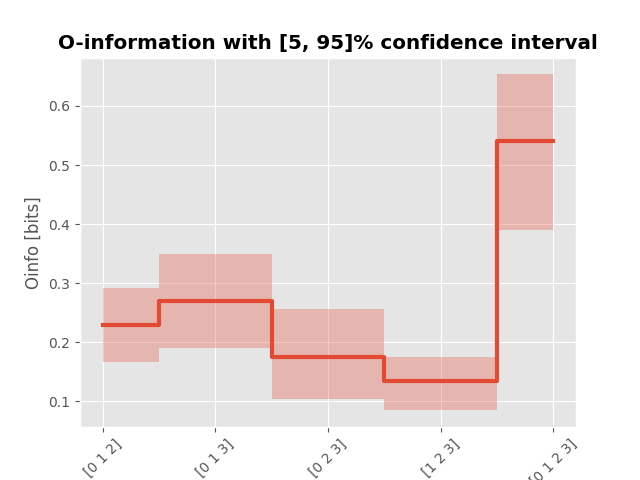 O-information with [5, 95]% confidence interval
0.6
0.5
0.4
0.3
0.2
0.1
Oinfo [bits]
[0 1 2]
[0 1 3]
[0 2 3]
[1 2 3]
[0 1 2 3]